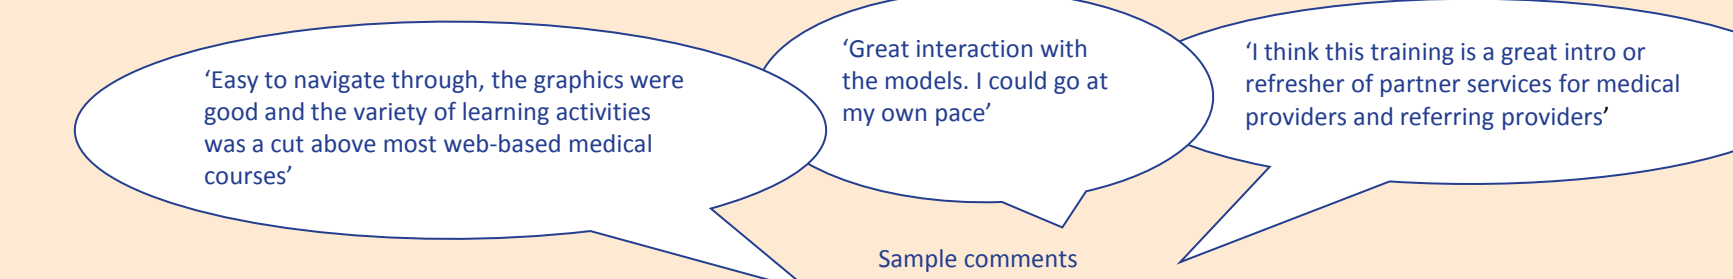 ‘Easy to navigate through, the graphics were
good and the variety of learning activities
was a cut above most web-based medical
courses’
‘Great interaction with
the models. I could go at
my own pace’
‘I think this training is a great intro or
refresher of partner services for medical
providers and referring providers’
Sample comments